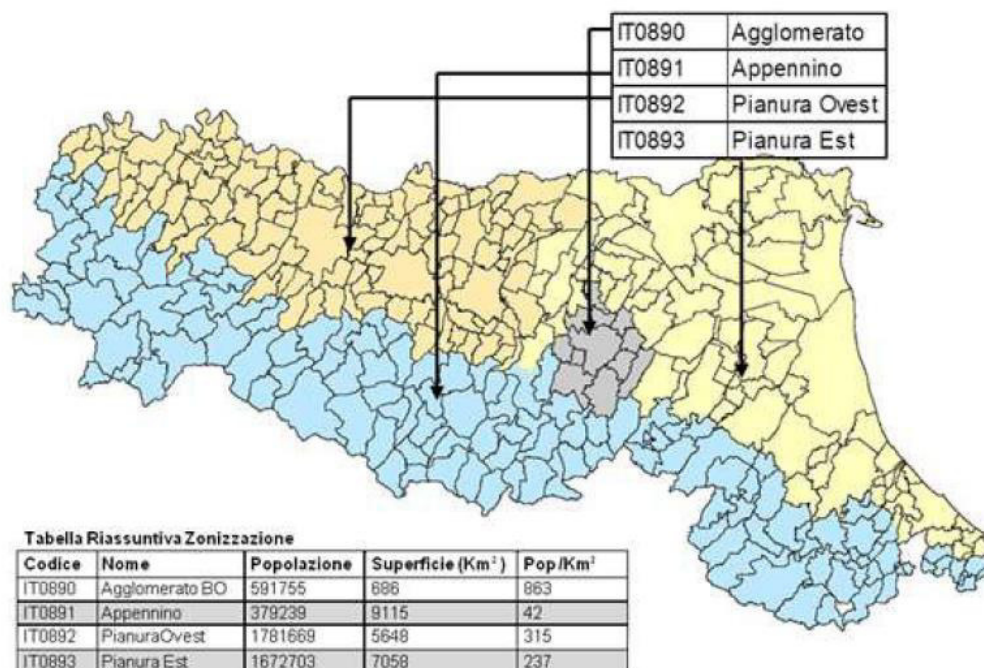 IT0890 Agglomerato
IT0891 Appennino
IT0892 Pianura Ovest
IT0893 Pianura Est
Tabella Riassuntiva Zonizzazione
Codice Nome Popolazione Superficie (Km²) Pop/Km²
IT0890 Agglomerato BO 591755 686 863
IT0891 Appennino 379239 9115 42
IT0892 PianuraOvest 1781669 5648 315
IT0893 Pianura Est 1672703 7058 237